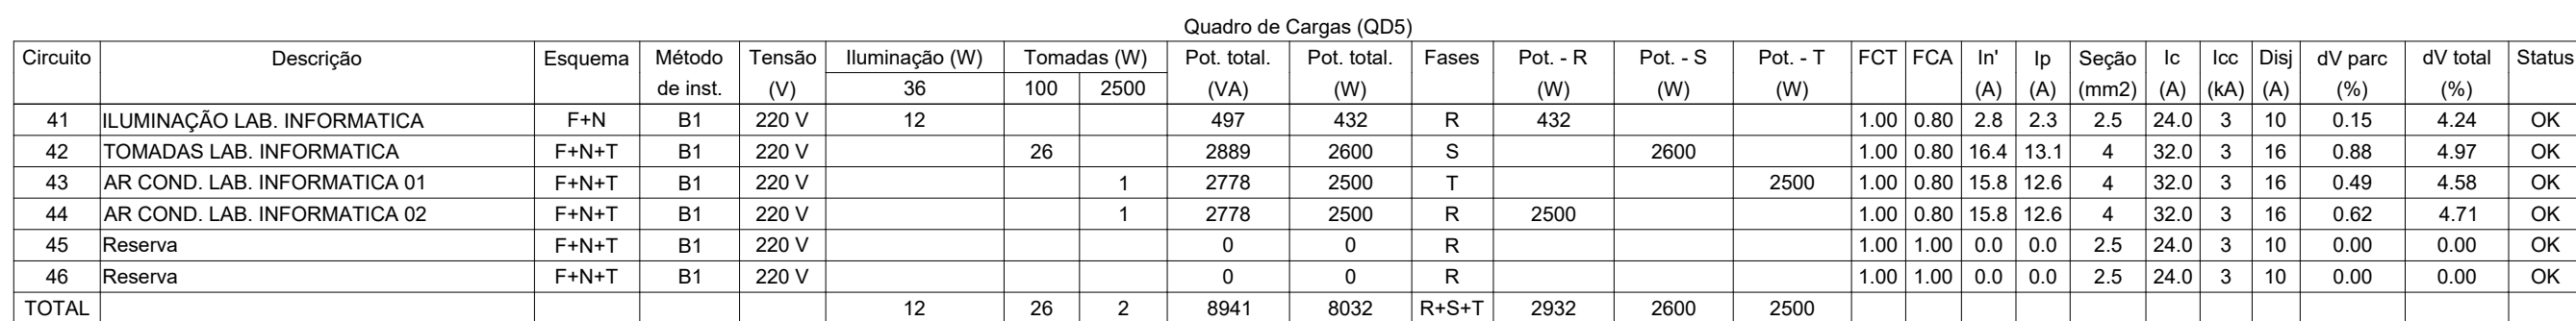 Quadro de Cargas (QD5)
Circuito Descrição Esquema Método Tensão Iluminação (W) Tomadas (W) Pot. total. Pot. total. Fases Pot. - R Pot. - S Pot. - T FCT FCA In' Ip Seção Ic Icc Disj dV parc dV total Status
de inst. (V) 36 100 2500 (VA) (W) (W) (W) (W) (A) (A) (mm2) (A) (kA) (A) (%) (%)
41 ILUMINAÇÃO LAB. INFORMATICA F+N B1 220 V 12 497 432 R 432 1.00 0.80 2.8 2.3 2.5 24.0 3 10 0.15 4.24 OK
42 TOMADAS LAB. INFORMATICA F+N+T B1 220 V 26 2889 2600 S 2600 1.00 0.80 16.4 13.1 4 32.0 3 16 0.88 4.97 OK
43 AR COND. LAB. INFORMATICA 01 F+N+T B1 220 V 1 2778 2500 T 2500 1.00 0.80 15.8 12.6 4 32.0 3 16 0.49 4.58 OK
44 AR COND. LAB. INFORMATICA 02 F+N+T B1 220 V 1 2778 2500 R 2500 1.00 0.80 15.8 12.6 4 32.0 3 16 0.62 4.71 OK
45 Reserva F+N+T B1 220 V 0 0 R 1.00 1.00 0.0 0.0 2.5 24.0 3 10 0.00 0.00 OK
46 Reserva F+N+T B1 220 V 0 0 R 1.00 1.00 0.0 0.0 2.5 24.0 3 10 0.00 0.00 OK
TOTAL 12 26 2 8941 8032 R+S+T 2932 2600 2500